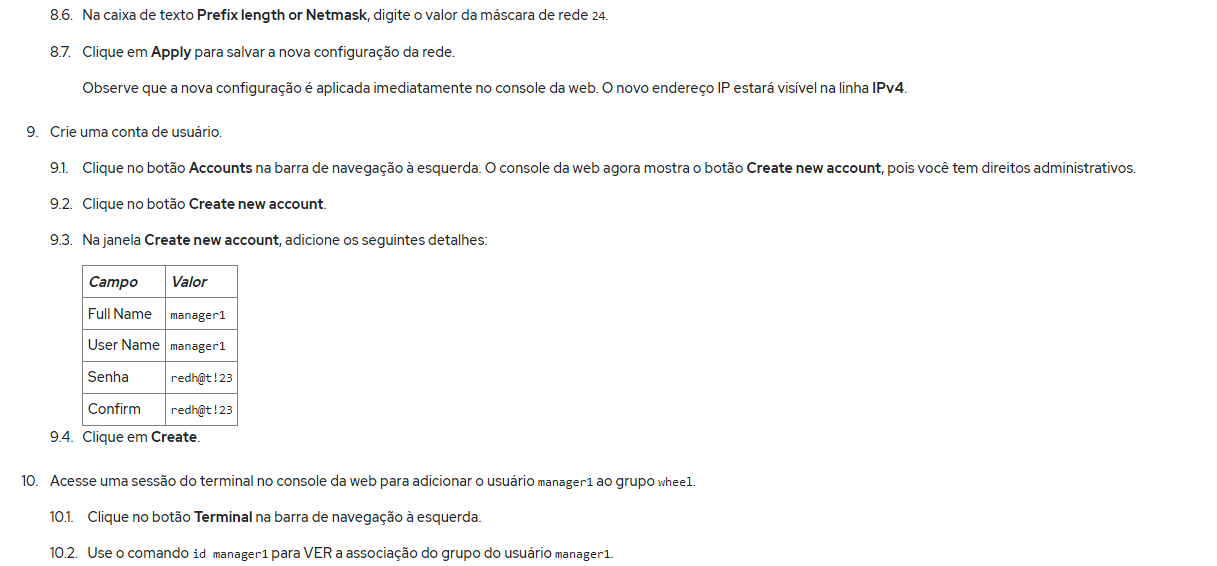 8.6. Na caixa de texto Prefix length or Netmask, digite o valor da máscara de rede 24.
8.7. Clique em Apply para salvar a nova configuração da rede.
Observe que a nova configuração é aplicada imediatamente no console da web. O novo endereço IP estará visível na linha IPv4.
9. Crie uma conta de usuário.
9.1. Clique no botão Accounts na barra de navegação à esquerda. O console da web agora mostra o botão Create new account, pois você tem direitos administrativos.
9.2. Clique no botão Create new account.
9.3. Na janela Create new account, adicione os seguintes detalhes:
Campo Valor
Full Name manager1
User Name manager1
Senha redh@t!23
Confirm redh@t!23
9.4. Clique em Create.
10. Acesse uma sessão do terminal no console da web para adicionar o usuário manager1 ao grupo wheel.
10.1. Clique no botão Terminal na barra de navegação à esquerda.
10.2. Use o comando id manager1 para VER a associação do grupo do usuário manager1.